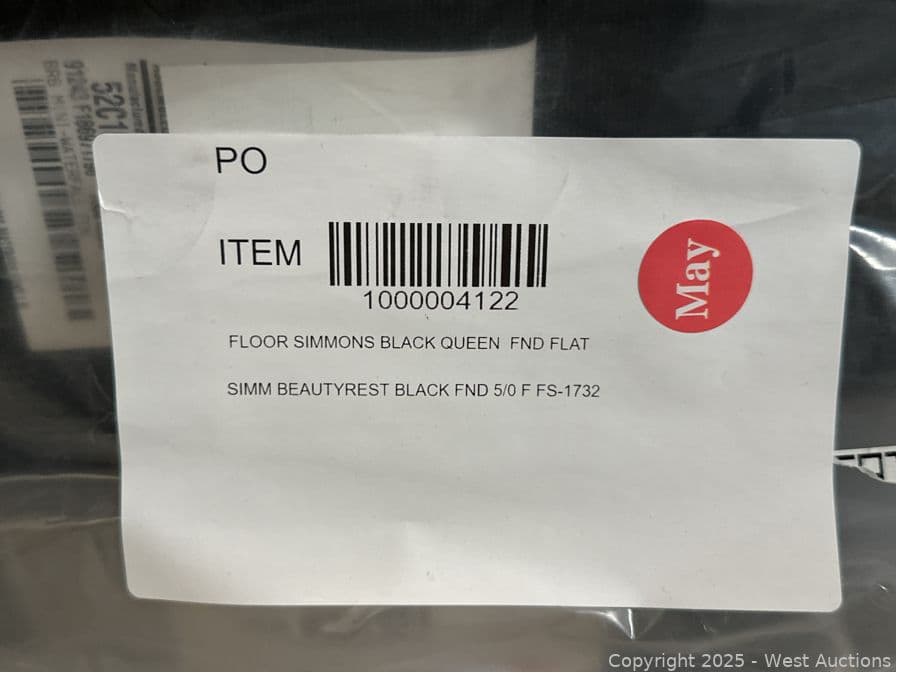 PO
ITEM
1000004122
May
FLOOR SIMMONS BLACK QUEEN  FND FLAT
SIMM BEAUTYREST BLACK FND 5/0 F FS-1732
Copyright 2025 - West Auctions